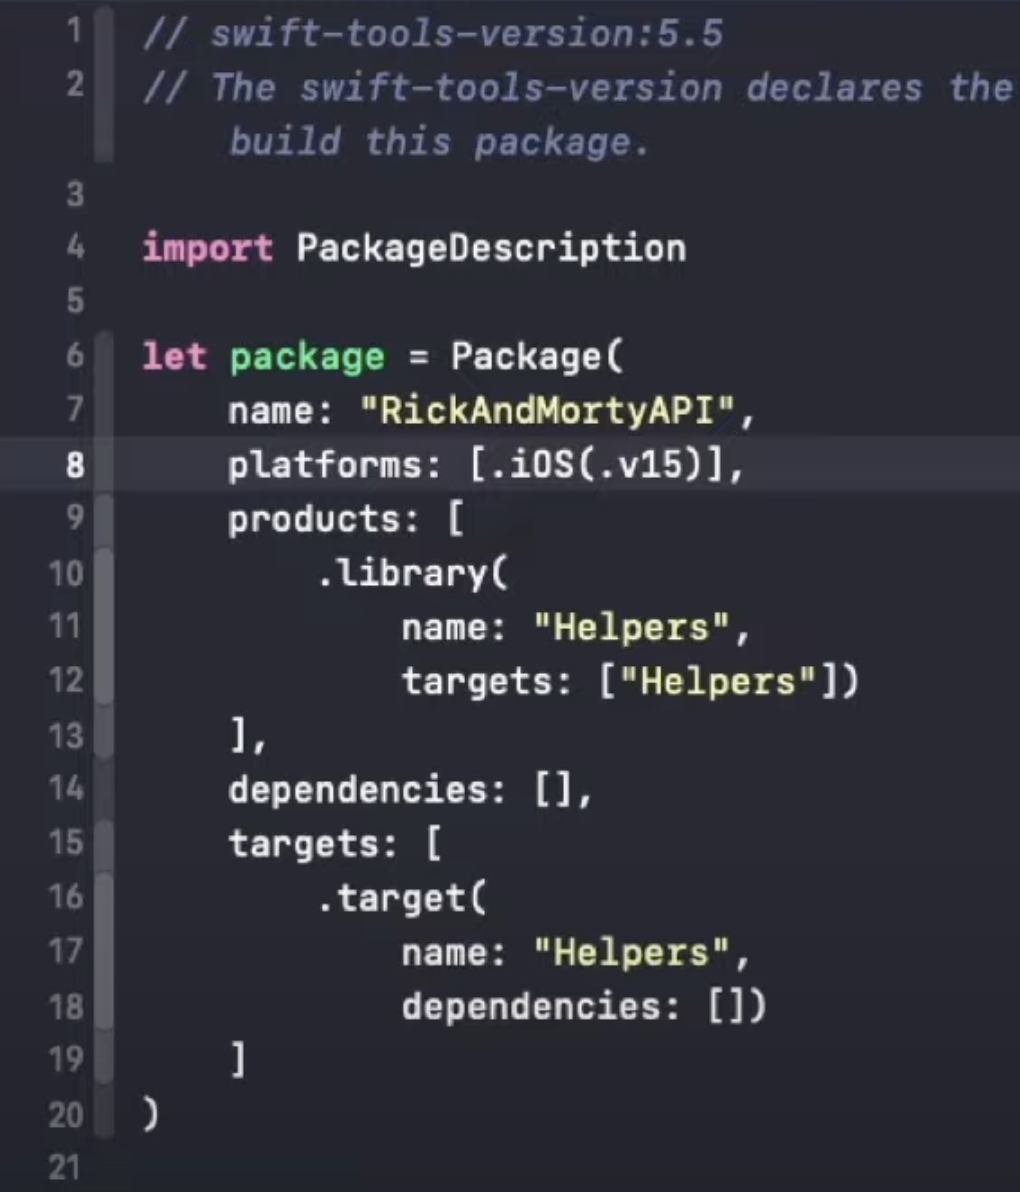 1 // swift-tools-version:5.5
2 // The swift-tools-version declares the
build this package.
3
4 import PackageDescription
5
6 let package = Package(
7 name: "RickAndMortyAPI",
8 platforms: [.iOS(.v15)],
9 products: [
10 .library(
11 name: "Helpers",
12 targets: ["Helpers"])
13 ],
14 dependencies: [],
15 targets: [
16 .target(
17 name: "Helpers",
18 dependencies: [])
19 ]
20 )
21